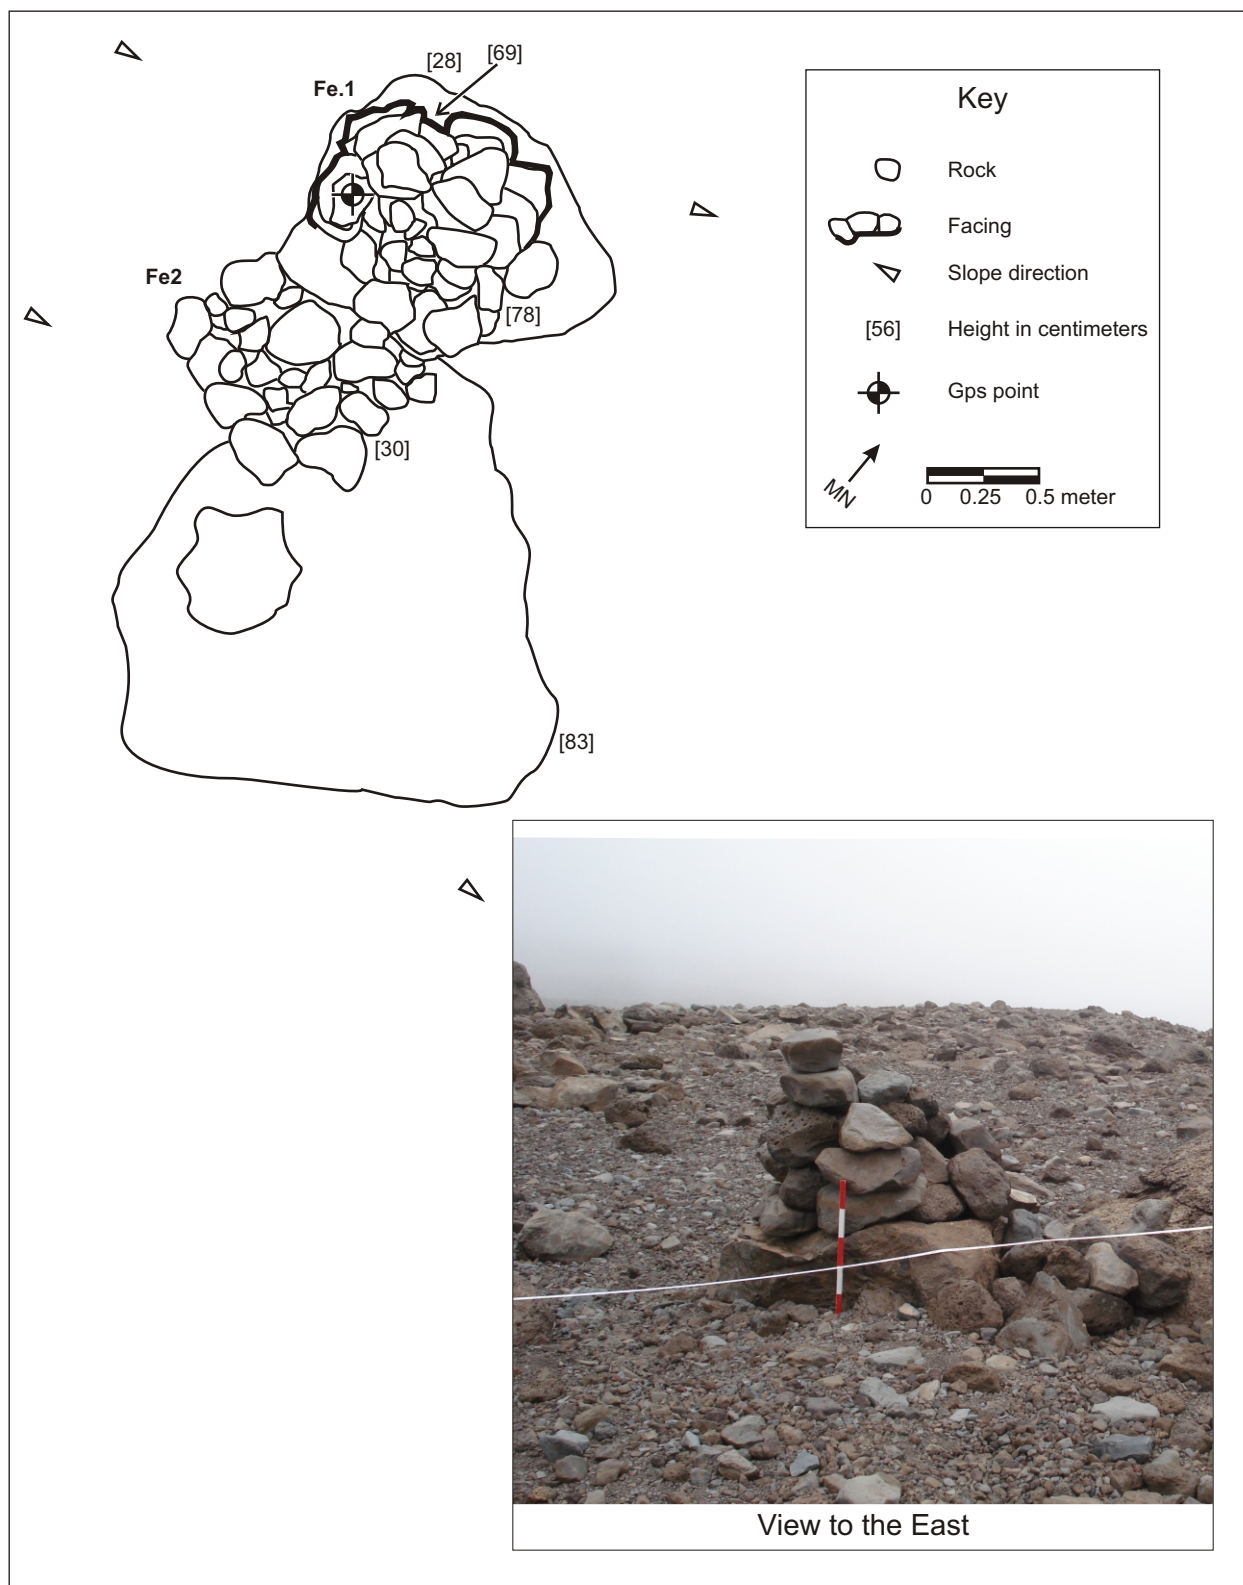 [28]
[69]
Fe.1
Fe2
[78]
[30]
[83]
Key
Rock
Facing
Slope direction
[56] Height in centimeters
Gps point
MN
0 0.25 0.5 meter
View to the East